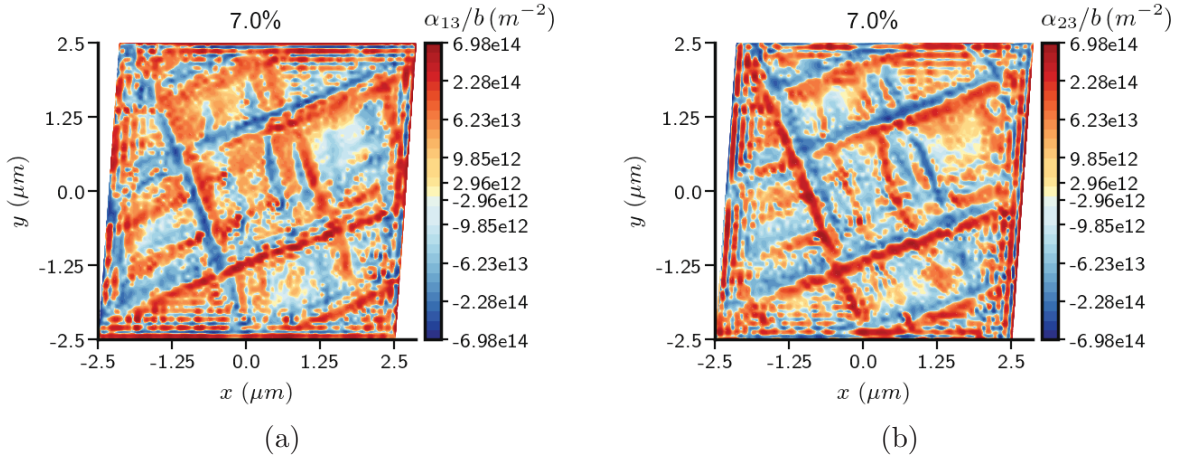 7.0%
α13/b (m−2)
2.5
1.25
0.0
-1.25
-2.5
y (μm)
-2.5
-1.25
0.0
1.25
2.5
x (μm)
6.98e14
2.28e14
6.23e13
9.85e12
2.96e12
-2.96e12
-9.85e12
-6.23e13
-2.28e14
-6.98e14
(a)
7.0%
α23/b (m−2)
2.5
1.25
0.0
-1.25
-2.5
y (μm)
-2.5
-1.25
0.0
1.25
2.5
x (μm)
6.98e14
2.28e14
6.23e13
9.85e12
2.96e12
-2.96e12
-9.85e12
-6.23e13
-2.28e14
-6.98e14
(b)